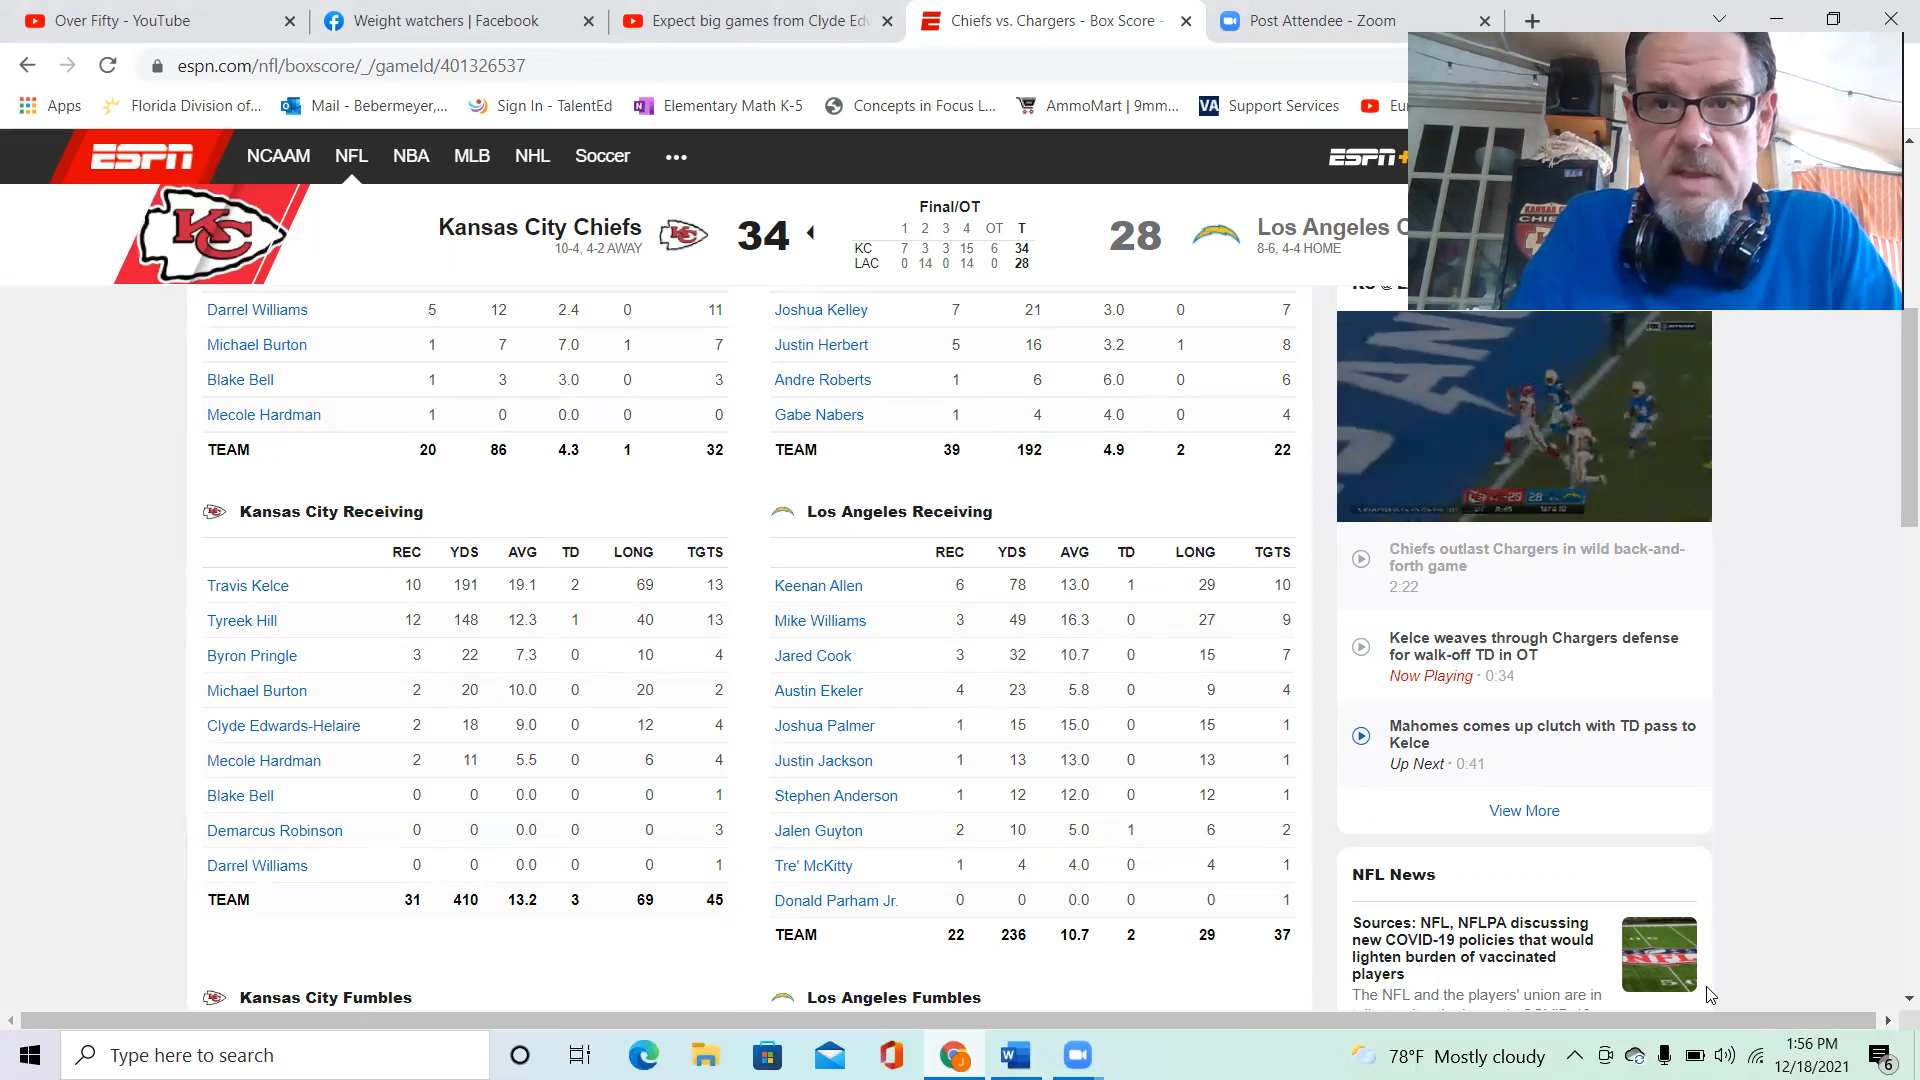 Over Fifty - YouTube
Weight watchers | Facebook
Expect big games from Clyde Ed
Chiefs vs. Chargers - Box Score -
Post Attendee - Zoom
espn.com/nfl/boxscore/_/gameId/401326537
Apps
Florida Division of...
Mail - Bebermeyer,...
Sign In - TalentEd
Elementary Math K-5
Concepts in Focus L...
AmmoMart | 9mm...
VA Support Services
ESPN NCAAM NFL NBA MLB NHL Soccer •••
ESPN+
KC
Kansas City Chiefs
10-4, 4-2 AWAY
34
Final/OT
1 2 3 4 OT T
KC 7 3 3 15 6 34
LAC 0 14 0 14 0 28
28
Los Angeles C
8-6, 4-4 HOME
Darrel Williams 5 12 2.4 0 11
Michael Burton 1 7 7.0 1 7
Blake Bell 1 3 3.0 0 3
Mecole Hardman 1 0 0.0 0 0
TEAM 20 86 4.3 1 32
Joshua Kelley 7 21 3.0 0 7
Justin Herbert 5 16 3.2 1 8
Andre Roberts 1 6 6.0 0 6
Gabe Nabers 1 4 4.0 0 4
TEAM 39 192 4.9 2 22
Kansas City Receiving
REC YDS AVG TD LONG TGTS
Travis Kelce 10 191 19.1 2 69 13
Tyreek Hill 12 148 12.3 1 40 13
Byron Pringle 3 22 7.3 0 10 4
Michael Burton 2 20 10.0 0 20 2
Clyde Edwards-Helaire 2 18 9.0 0 12 4
Mecole Hardman 2 11 5.5 0 6 4
Blake Bell 0 0 0.0 0 0 1
Demarcus Robinson 0 0 0.0 0 0 3
Darrel Williams 0 0 0.0 0 0 1
TEAM 31 410 13.2 3 69 45
Los Angeles Receiving
REC YDS AVG TD LONG TGTS
Keenan Allen 6 78 13.0 1 29 10
Mike Williams 3 49 16.3 0 27 9
Jared Cook 3 32 10.7 0 15 7
Austin Ekeler 4 23 5.8 0 9 4
Joshua Palmer 1 15 15.0 0 15 1
Justin Jackson 1 13 13.0 0 13 1
Stephen Anderson 1 12 12.0 0 12 1
Jalen Guyton 2 10 5.0 1 6 2
Tre' McKitty 1 4 4.0 0 4 1
Donald Parham Jr. 0 0 0.0 0 0 1
TEAM 22 236 10.7 2 29 37
Kansas City Fumbles
Los Angeles Fumbles
Chiefs outlast Chargers in wild back-and-
forth game
2:22
Kelce weaves through Chargers defense
for walk-off TD in OT
Now Playing · 0:34
Mahomes comes up clutch with TD pass to
Kelce
Up Next · 0:41
View More
NFL News
Sources: NFL, NFLPA discussing
new COVID-19 policies that would
lighten burden of vaccinated
players
The NFL and the players' union are in
Type here to search
78°F Mostly cloudy
1:56 PM
12/18/2021
6